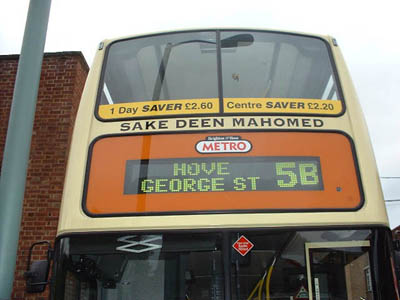 1 Day SAVER £2.60
Centre SAVER £2.20
SAKE DEEN MAHOMED
Brighton & Hove
METRO
HOVE
GEORGE ST 5B